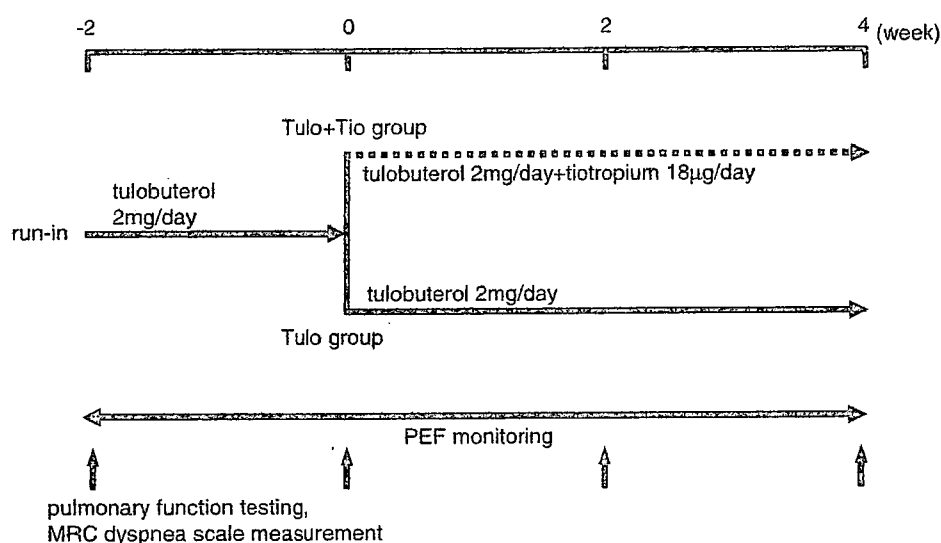 -2 0 2 4 (week)
Tulo+Tio group
tulobuterol 2mg/day+tiotropium 18µg/day
tulobuterol
2mg/day
run-in
tulobuterol 2mg/day
Tulo group
PEF monitoring
pulmonary function testing,
MRC dyspnea scale measurement